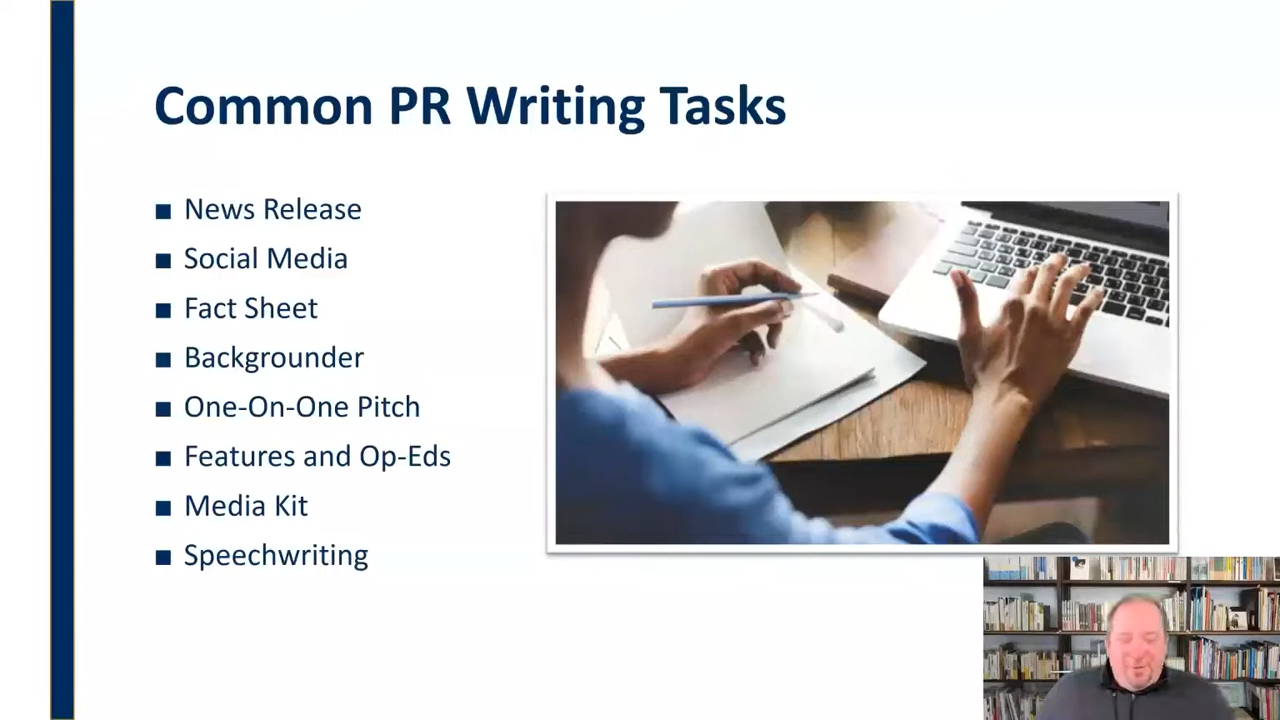 Common PR Writing Tasks
■ News Release
■ Social Media
■ Fact Sheet
■ Backgrounder
■ One-On-One Pitch
■ Features and Op-Eds
■ Media Kit
■ Speechwriting